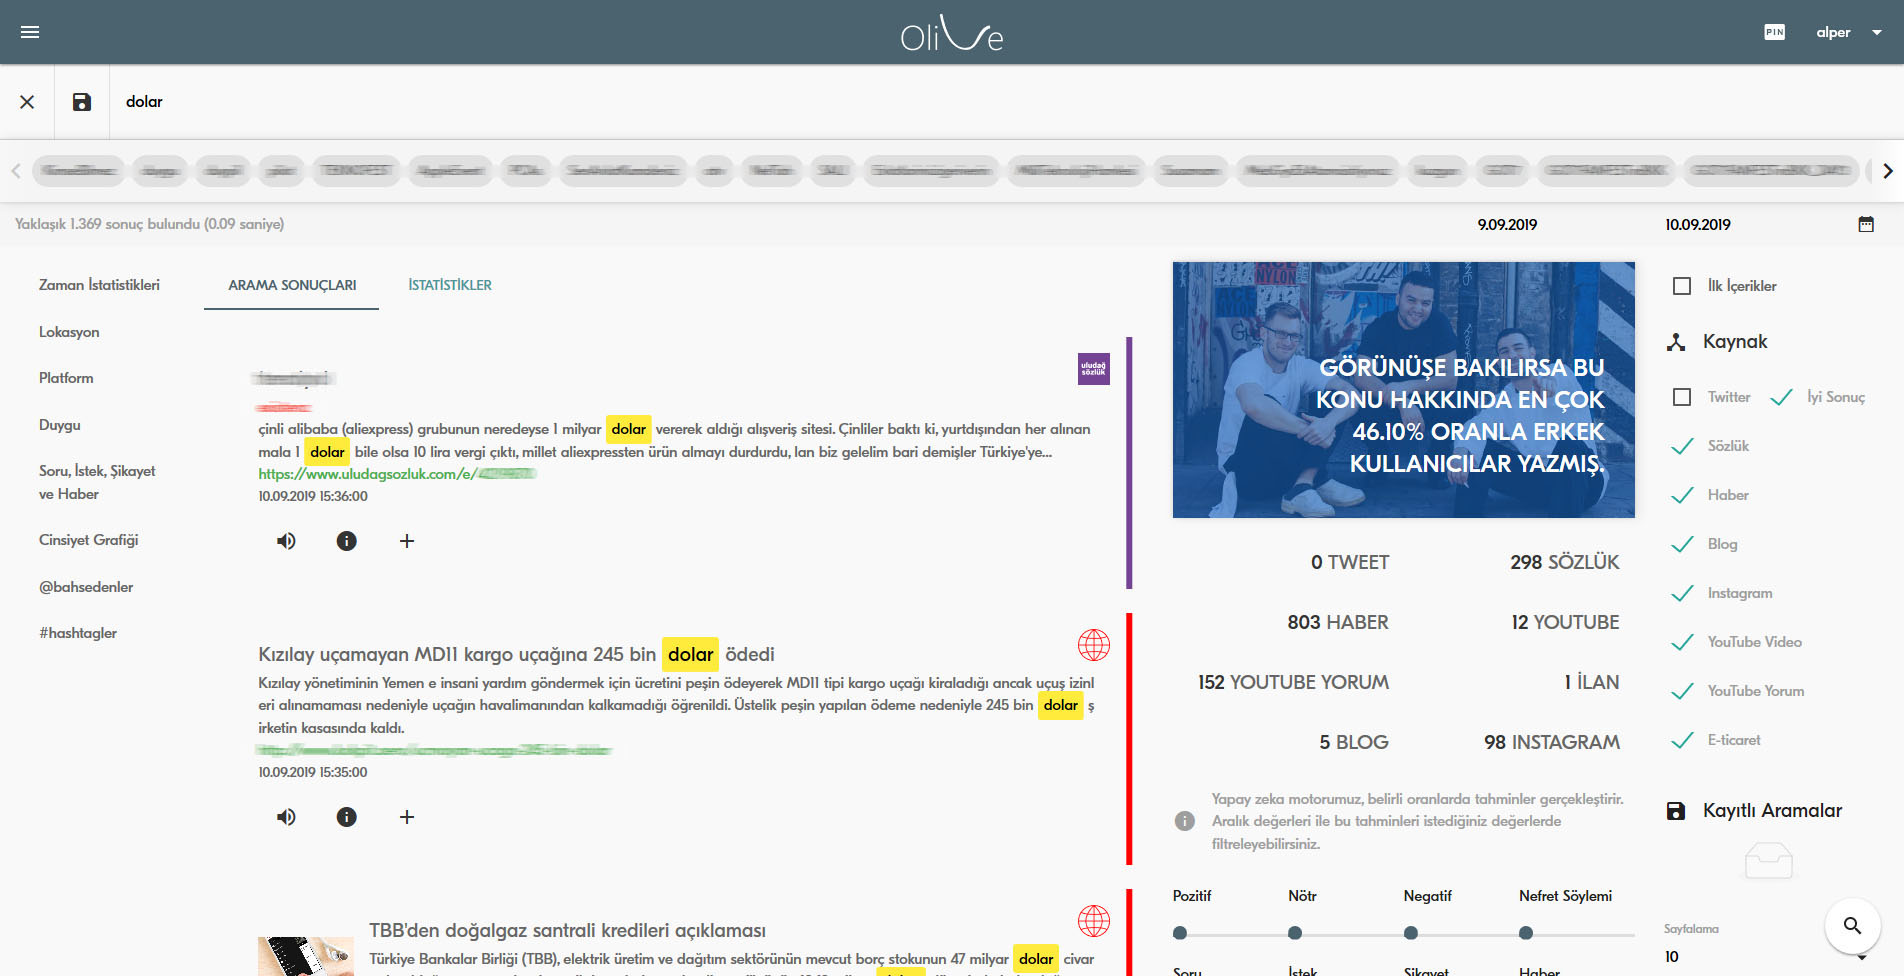 Olive
PIN
alper
dolar
Yaklaşık 1.369 sonuç bulundu (0.09 saniye)
9.09.2019
10.09.2019
Zaman İstatistikleri
Lokasyon
Platform
Duygu
Soru, İstek, Şikayet
ve Haber
Cinsiyet Grafiği
@bahsedenler
#hashtagler
ARAMA SONUÇLARI
İSTATİSTİKLER
uludağ
sözlük
çinli alibaba (aliexpress) grubunun neredeyse 1 milyar dolar vererek aldığı alışveriş sitesi. Çinliler baktı ki, yurtdışından her alınan
mala 1 dolar bile olsa 10 lira vergi çıktı, millet aliexpressten ürün almayı durdurdu, lan biz gelelim bari demişler Türkiye'ye...
https://www.uludagsozluk.com/e/
10.09.2019 15:36:00
Kızılay uçamayan MD11 kargo uçağına 245 bin dolar ödedi
Kızılay yönetiminin Yemen e insani yardım göndermek için ücretini peşin ödeyerek MD11 tipi kargo uçağı kiraladığı ancak uçuş izinl
eri alınamaması nedeniyle uçağın havalimanından kalkamadığı öğrenildi. Üstelik peşin yapılan ödeme nedeniyle 245 bin dolar ş
irketin kasasında kaldı.
10.09.2019 15:35:00
TBB'den doğalgaz santrali kredileri açıklaması
Türkiye Bankalar Birliği (TBB), elektrik üretim ve dağıtım sektörünün mevcut borç stokunun 47 milyar dolar civar
GÖRÜNÜŞE BAKILIRSA BU
KONU HAKKINDA EN ÇOK
46.10% ORANLA ERKEK
KULLANICILAR YAZMIŞ.
0 TWEET
298 SÖZLÜK
803 HABER
12 YOUTUBE
152 YOUTUBE YORUM
1 İLAN
5 BLOG
98 INSTAGRAM
Yapay zeka motorumuz, belirli oranlarda tahminler gerçekleştirir.
Aralık değerleri ile bu tahminleri istediğiniz değerlerde
filtreleyebilirsiniz.
Pozitif
Nötr
Negatif
Nefret Söylemi
Soru
İstek
Şikayet
Haber
İlk İçerikler
Kaynak
Twitter
İyi Sonuç
Sözlük
Haber
Blog
Instagram
YouTube Video
YouTube Yorum
E-ticaret
Kayıtlı Aramalar
Sayfalama
10